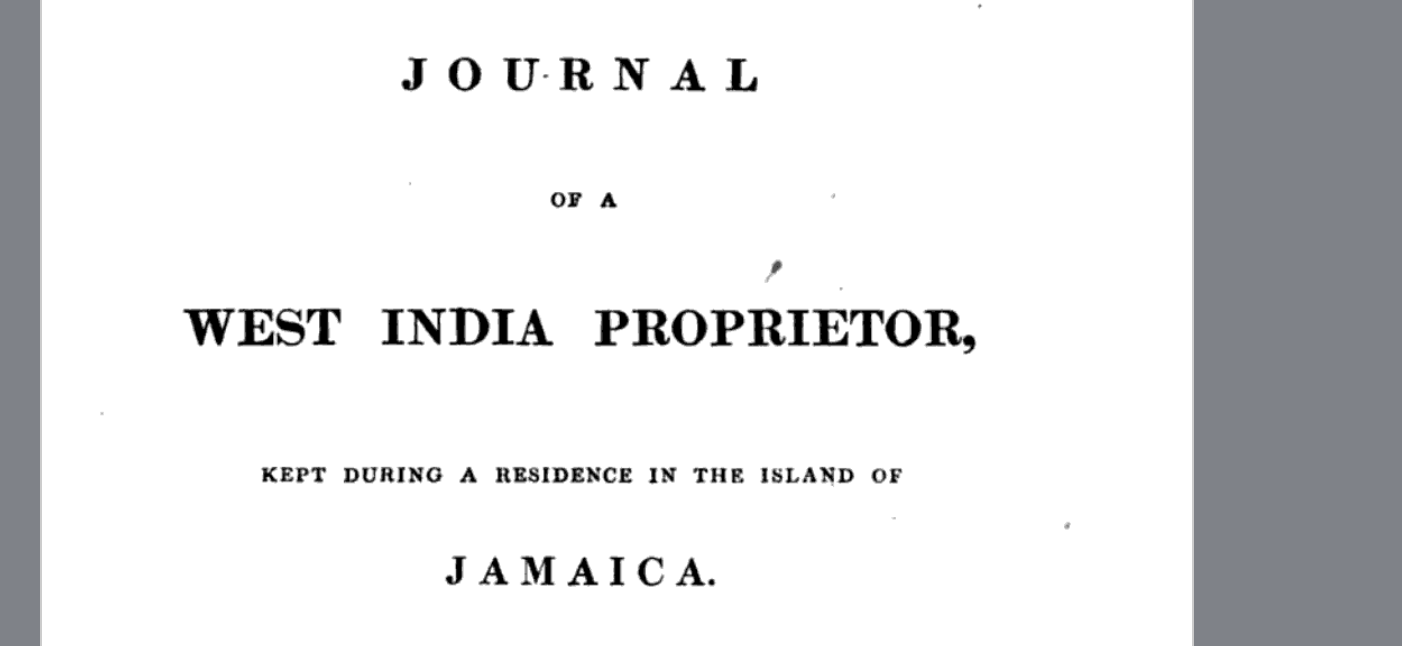 JOURNAL
OF A
WEST INDIA PROPRIETOR,
KEPT DURING A RESIDENCE IN THE ISLAND OF
JAMAICA.